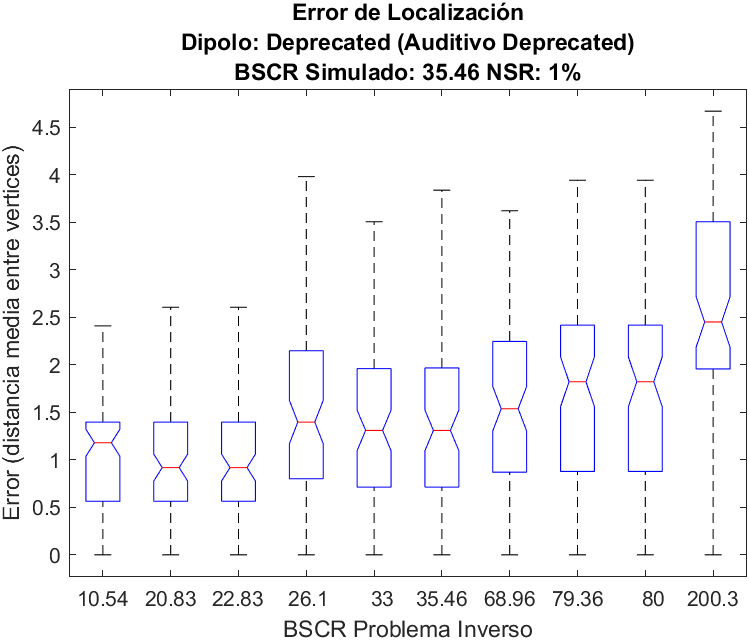 Error de Localización
Dipolo: Deprecated (Auditivo Deprecated)
BSCR Simulado: 35.46 NSR: 1%
Error (distancia media entre vertices)
4.5
4
3.5
3
2.5
2
1.5
1
0.5
0
10.54 20.83 22.83 26.1 33 35.46 68.96 79.36 80 200.3
BSCR Problema Inverso